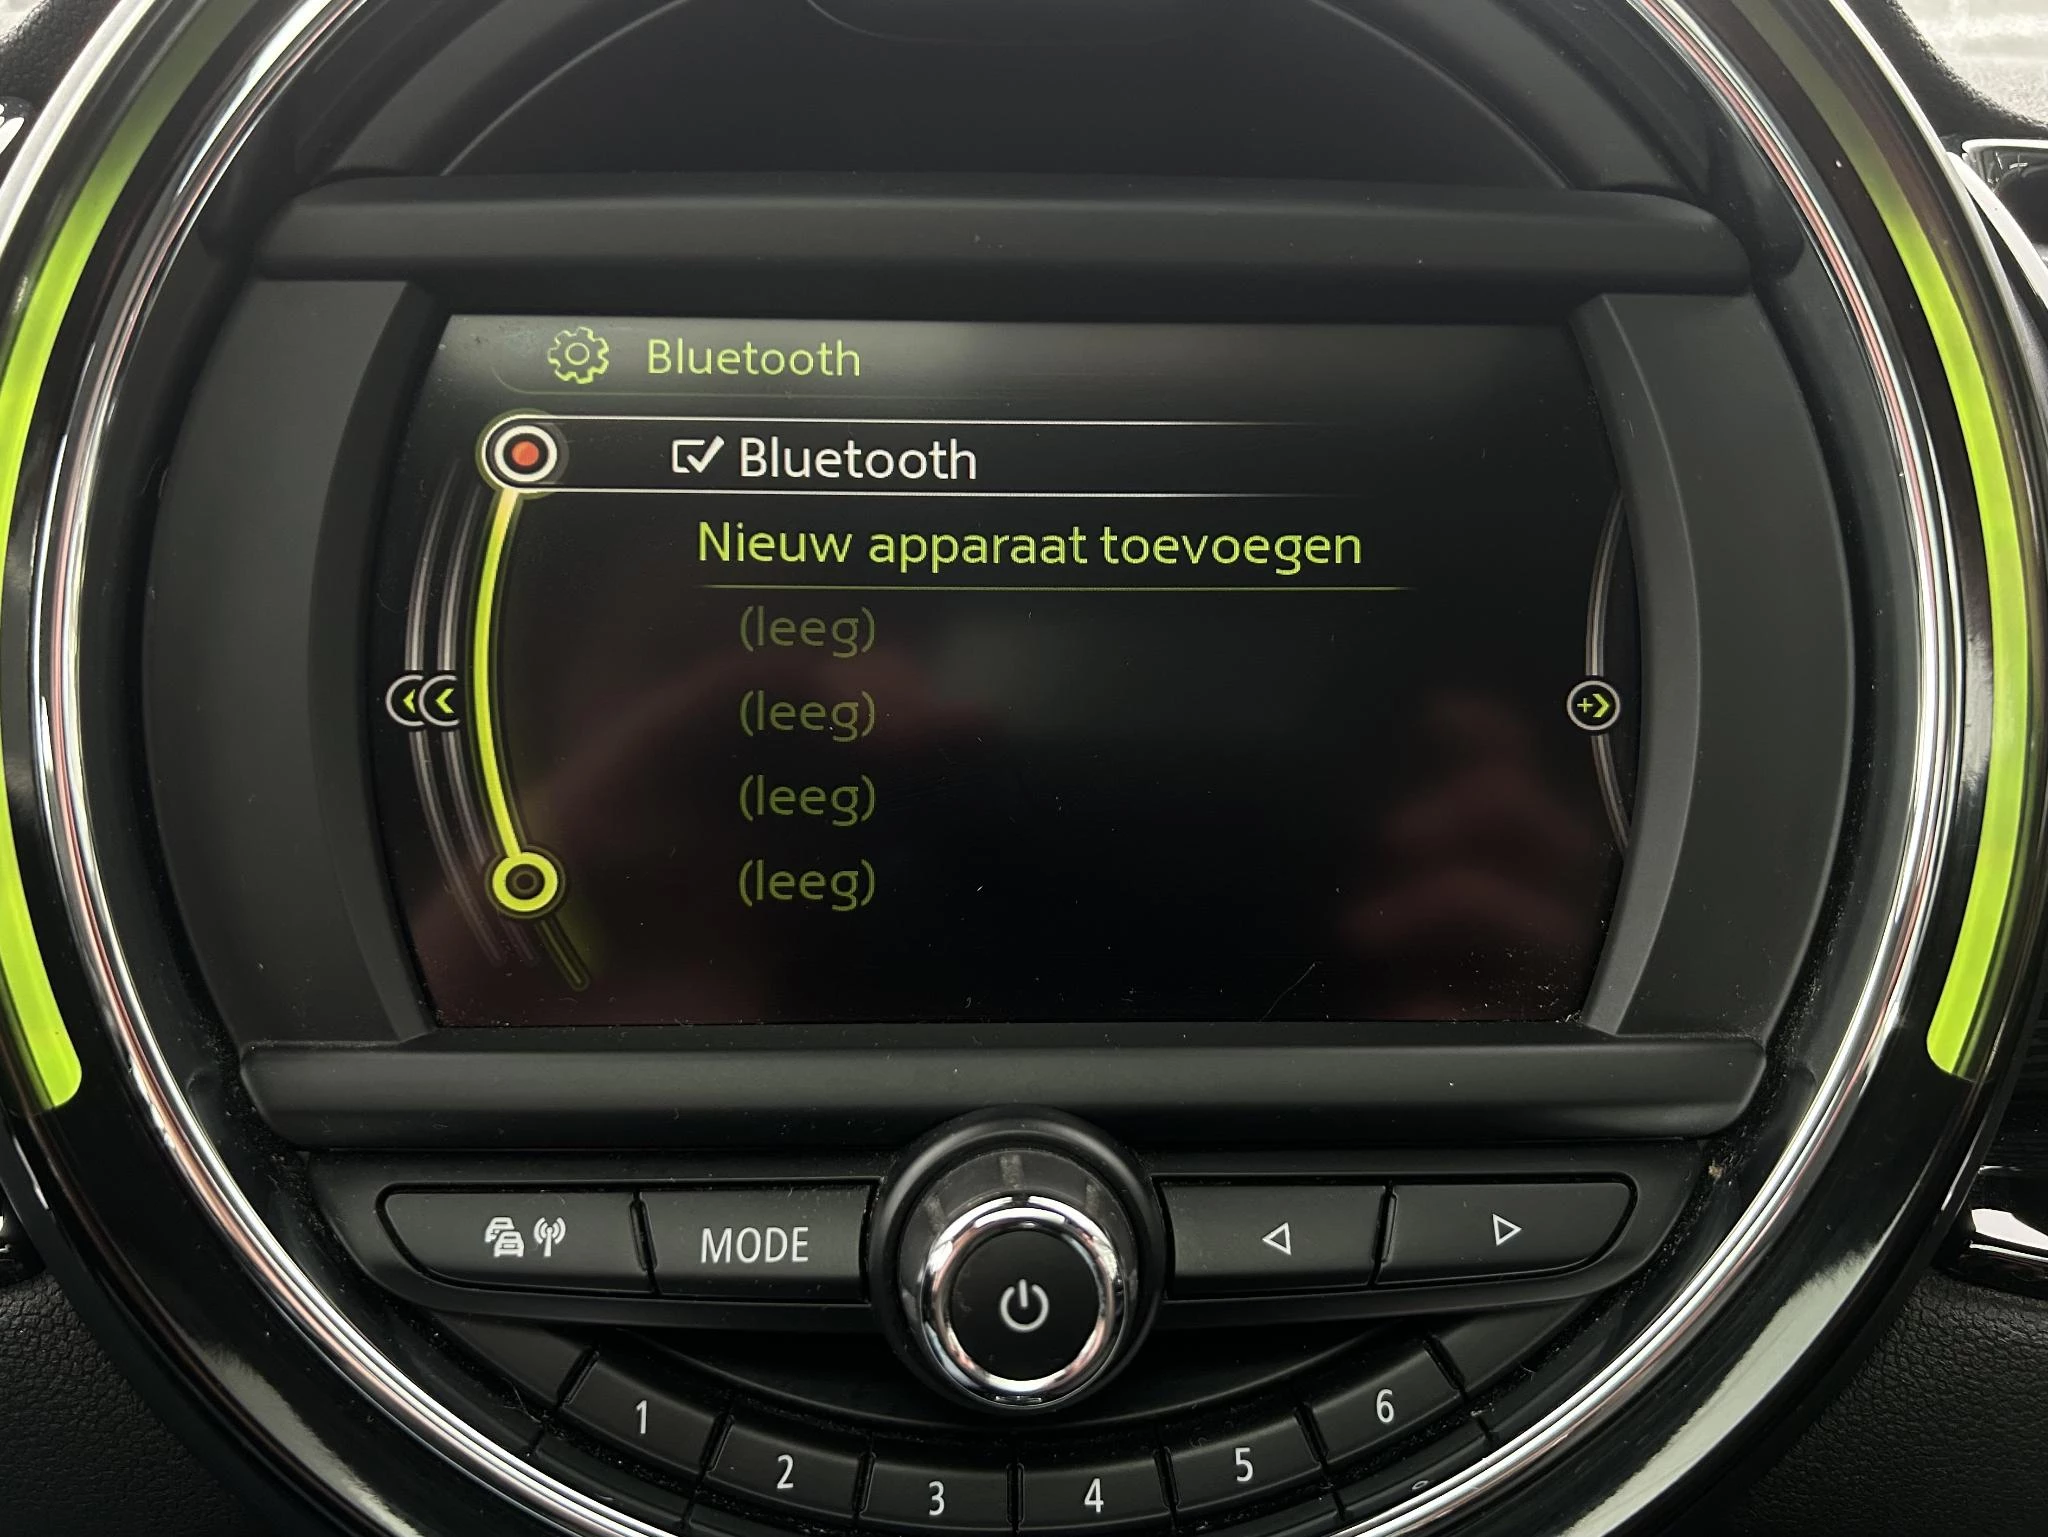 Bluetooth
Bluetooth
Nieuw apparaat toevoegen
(leeg)
(leeg)
(leeg)
(leeg)
MODE
1
2
3
4
5
6